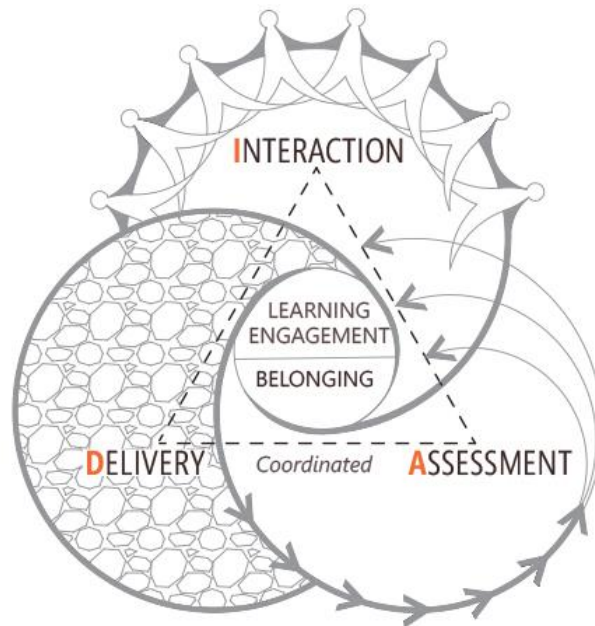 INTERACTION
LEARNING
ENGAGEMENT
BELONGING
DELIVERY
Coordinated
ASSESSMENT